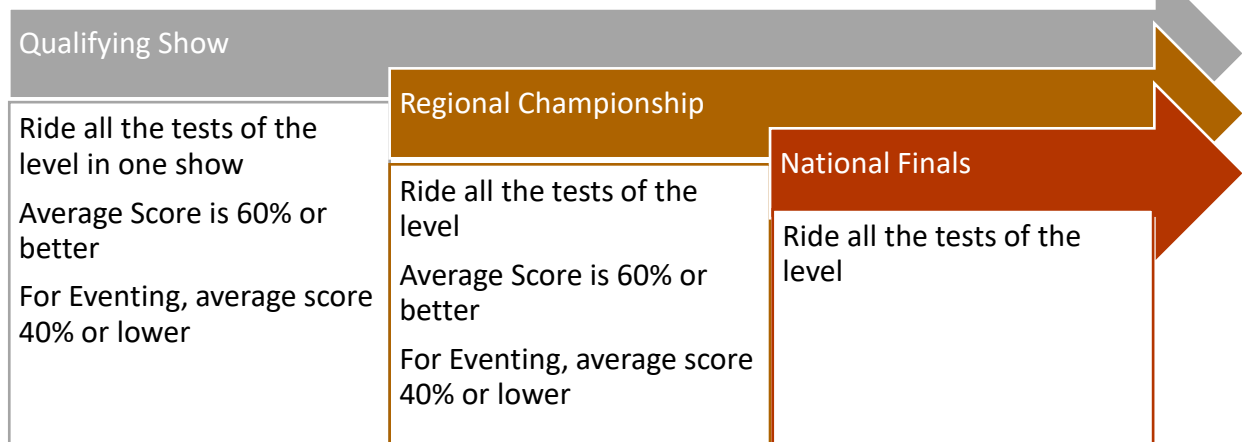 Qualifying Show
Ride all the tests of the
level in one show
Average Score is 60% or
better
For Eventing, average score
40% or lower
Regional Championship
Ride all the tests of the
level
Average Score is 60% or
better
For Eventing, average score
40% or lower
National Finals
Ride all the tests of the
level